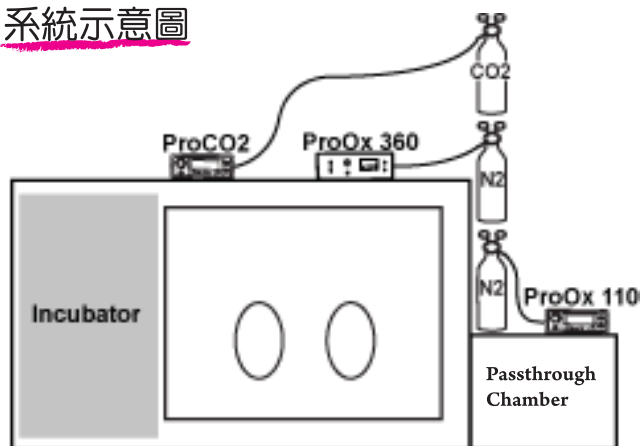 系統示意圖
CO2
ProCO2
ProOx 360
N2
N2
ProOx 110
Incubator
Passthrough
Chamber